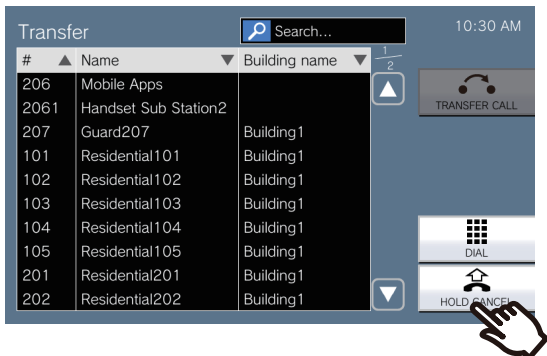 Transfer Search... 10:30 AM
# Name Building name 1/2
206 Mobile Apps
2061 Handset Sub Station2
207 Guard207 Building1
101 Residential101 Building1
102 Residential102 Building1
103 Residential103 Building1
104 Residential104 Building1
105 Residential105 Building1
201 Residential201 Building1
202 Residential202 Building1
TRANSFER CALL
DIAL
HOLD CANCEL